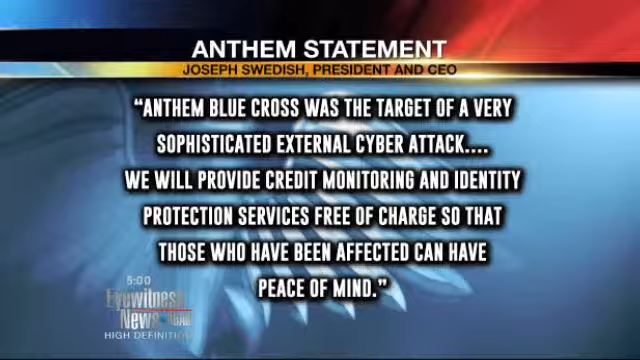 ANTHEM STATEMENT
JOSEPH SWEDISH, PRESIDENT AND CEO
“ANTHEM BLUE CROSS WAS THE TARGET OF A VERY
SOPHISTICATED EXTERNAL CYBER ATTACK....
WE WILL PROVIDE CREDIT MONITORING AND IDENTITY
PROTECTION SERVICES FREE OF CHARGE SO THAT
THOSE WHO HAVE BEEN AFFECTED CAN HAVE
PEACE OF MIND.”
5:00
Eyewitness
News
HIGH DEFINITION